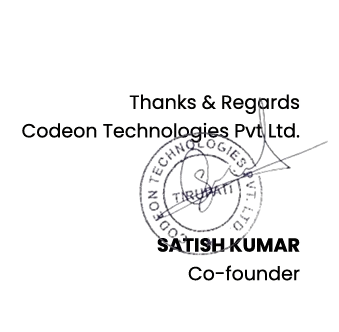 Thanks & Regards
Codeon Technologies Pvt Ltd.
CODEON TECHNOLOGIES PVT. LTD
TIRUPATI
SATISH KUMAR
Co-founder